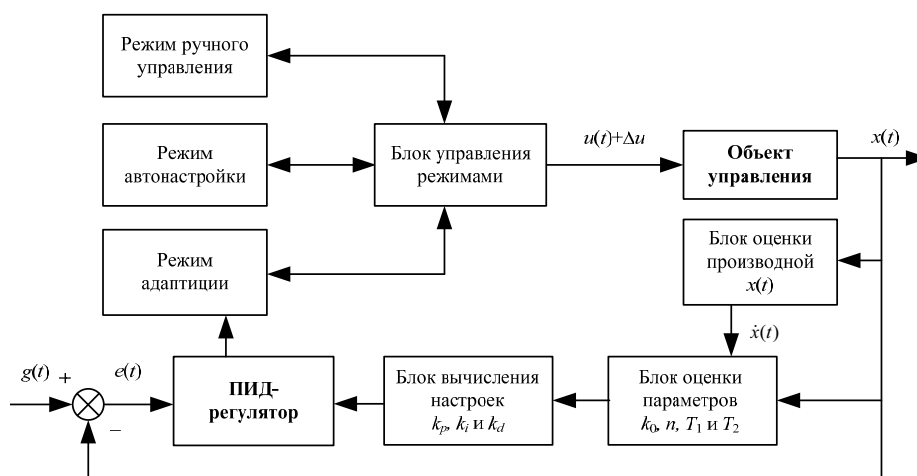 Режим ручного
управления
Режим
автонастройки
Блок управления
режимами
u(t)+Δu
Объект
управления
x(t)
Режим
адаптиции
Блок оценки
производной
x(t)
ẋ(t)
g(t)
+
–
e(t)
ПИД-
регулятор
Блок вычисления
настроек
kp, ki и kd
Блок оценки
параметров
k0, n, T1 и T2